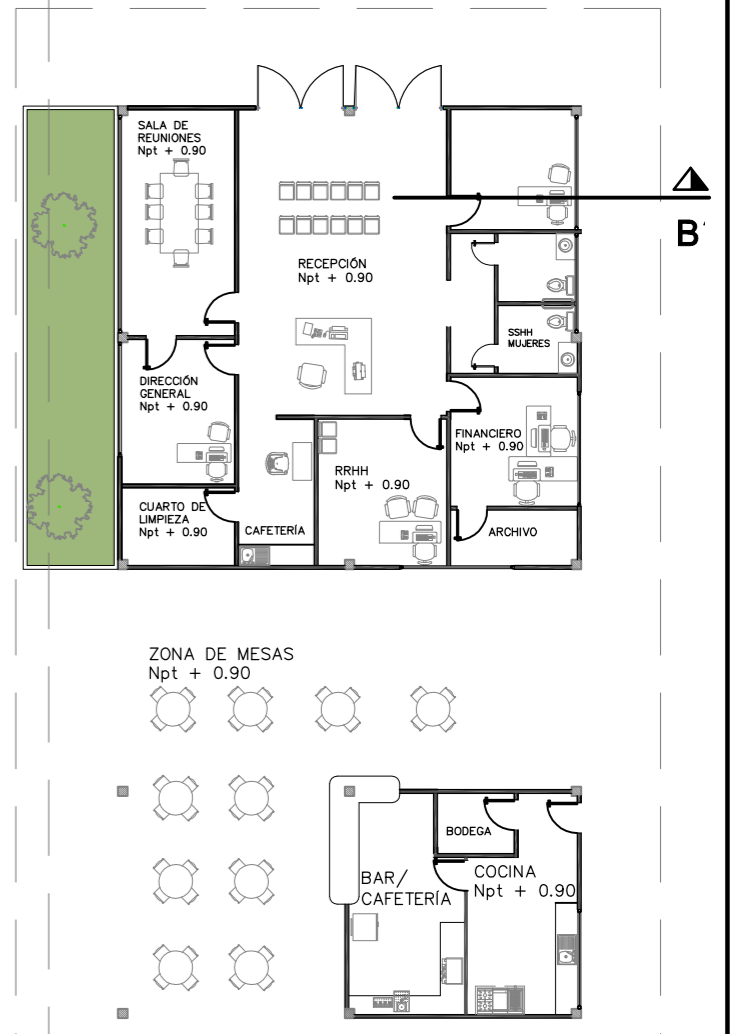 SALA DE
REUNIONES
Npt + 0.90
B'
RECEPCIÓN
Npt + 0.90
SSHH
MUJERES
DIRECCIÓN
GENERAL
Npt + 0.90
FINANCIERO
Npt + 0.90
RRHH
Npt + 0.90
CUARTO DE
LIMPIEZA
Npt + 0.90
CAFETERÍA
ARCHIVO
ZONA DE MESAS
Npt + 0.90
BODEGA
BAR/
CAFETERÍA
COCINA
Npt + 0.90